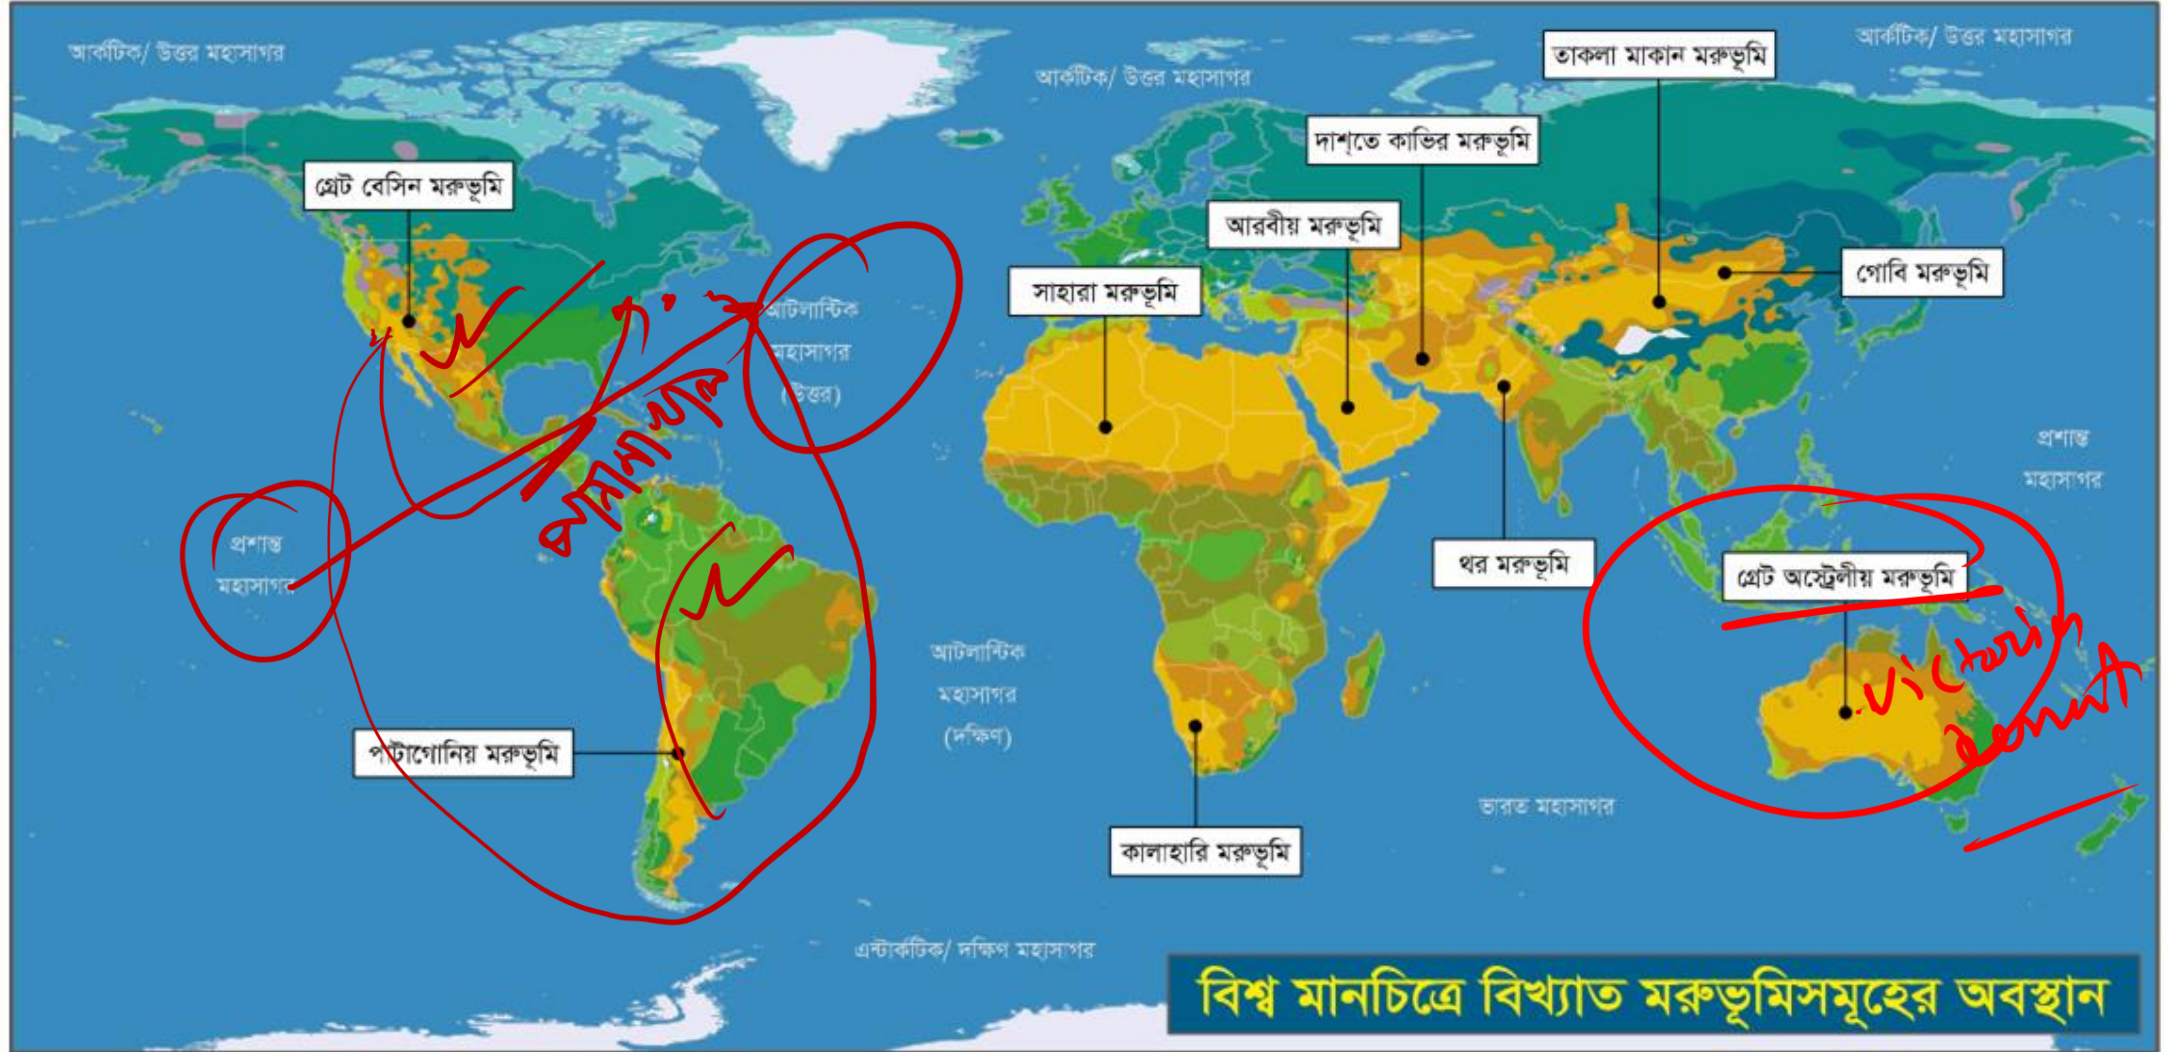 আর্কটিক/ উত্তর মহাসাগর
আর্কটিক/ উত্তর মহাসাগর
আর্কটিক/ উত্তর মহাসাগর
তাকলা মাকান মরুভূমি
দাশ্‌তে কাভির মরুভূমি
গ্রেট বেসিন মরুভূমি
আরবীয় মরুভূমি
গোবি মরুভূমি
সাহারা মরুভূমি
আটলান্টিক
মহাসাগর
(উত্তর)
পানামা খাল
প্রশান্ত
মহাসাগর
প্রশান্ত
মহাসাগর
থর মরুভূমি
গ্রেট অস্ট্রেলীয় মরুভূমি
victoria
desert
আটলান্টিক
মহাসাগর
(দক্ষিণ)
পাটাগোনিয় মরুভূমি
ভারত মহাসাগর
কালাহারি মরুভূমি
এন্টার্কটিক/ দক্ষিণ মহাসাগর
বিশ্ব মানচিত্রে বিখ্যাত মরুভূমিসমূহের অবস্থান